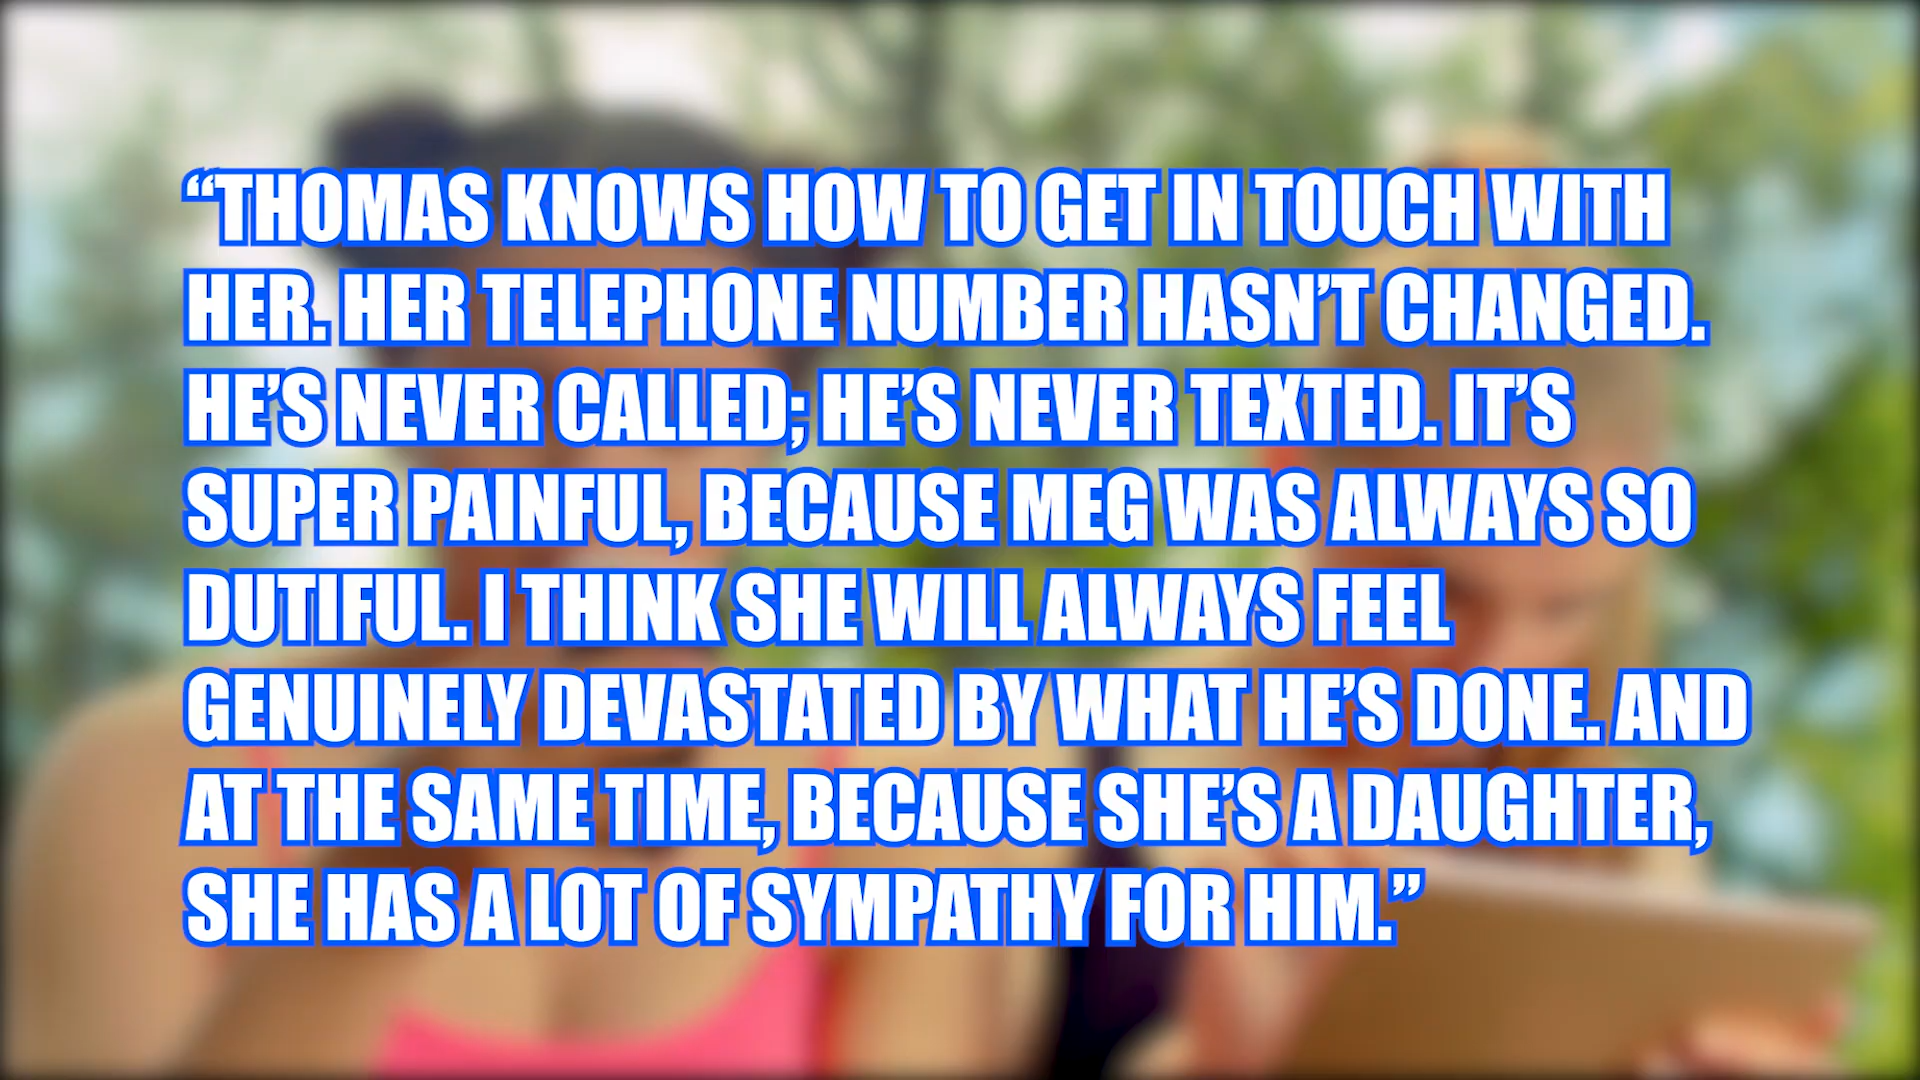 “THOMAS KNOWS HOW TO GET IN TOUCH WITH
HER. HER TELEPHONE NUMBER HASN’T CHANGED.
HE’S NEVER CALLED; HE’S NEVER TEXTED. IT’S
SUPER PAINFUL, BECAUSE MEG WAS ALWAYS SO
DUTIFUL. I THINK SHE WILL ALWAYS FEEL
GENUINELY DEVASTATED BY WHAT HE’S DONE. AND
AT THE SAME TIME, BECAUSE SHE’S A DAUGHTER,
SHE HAS A LOT OF SYMPATHY FOR HIM.”